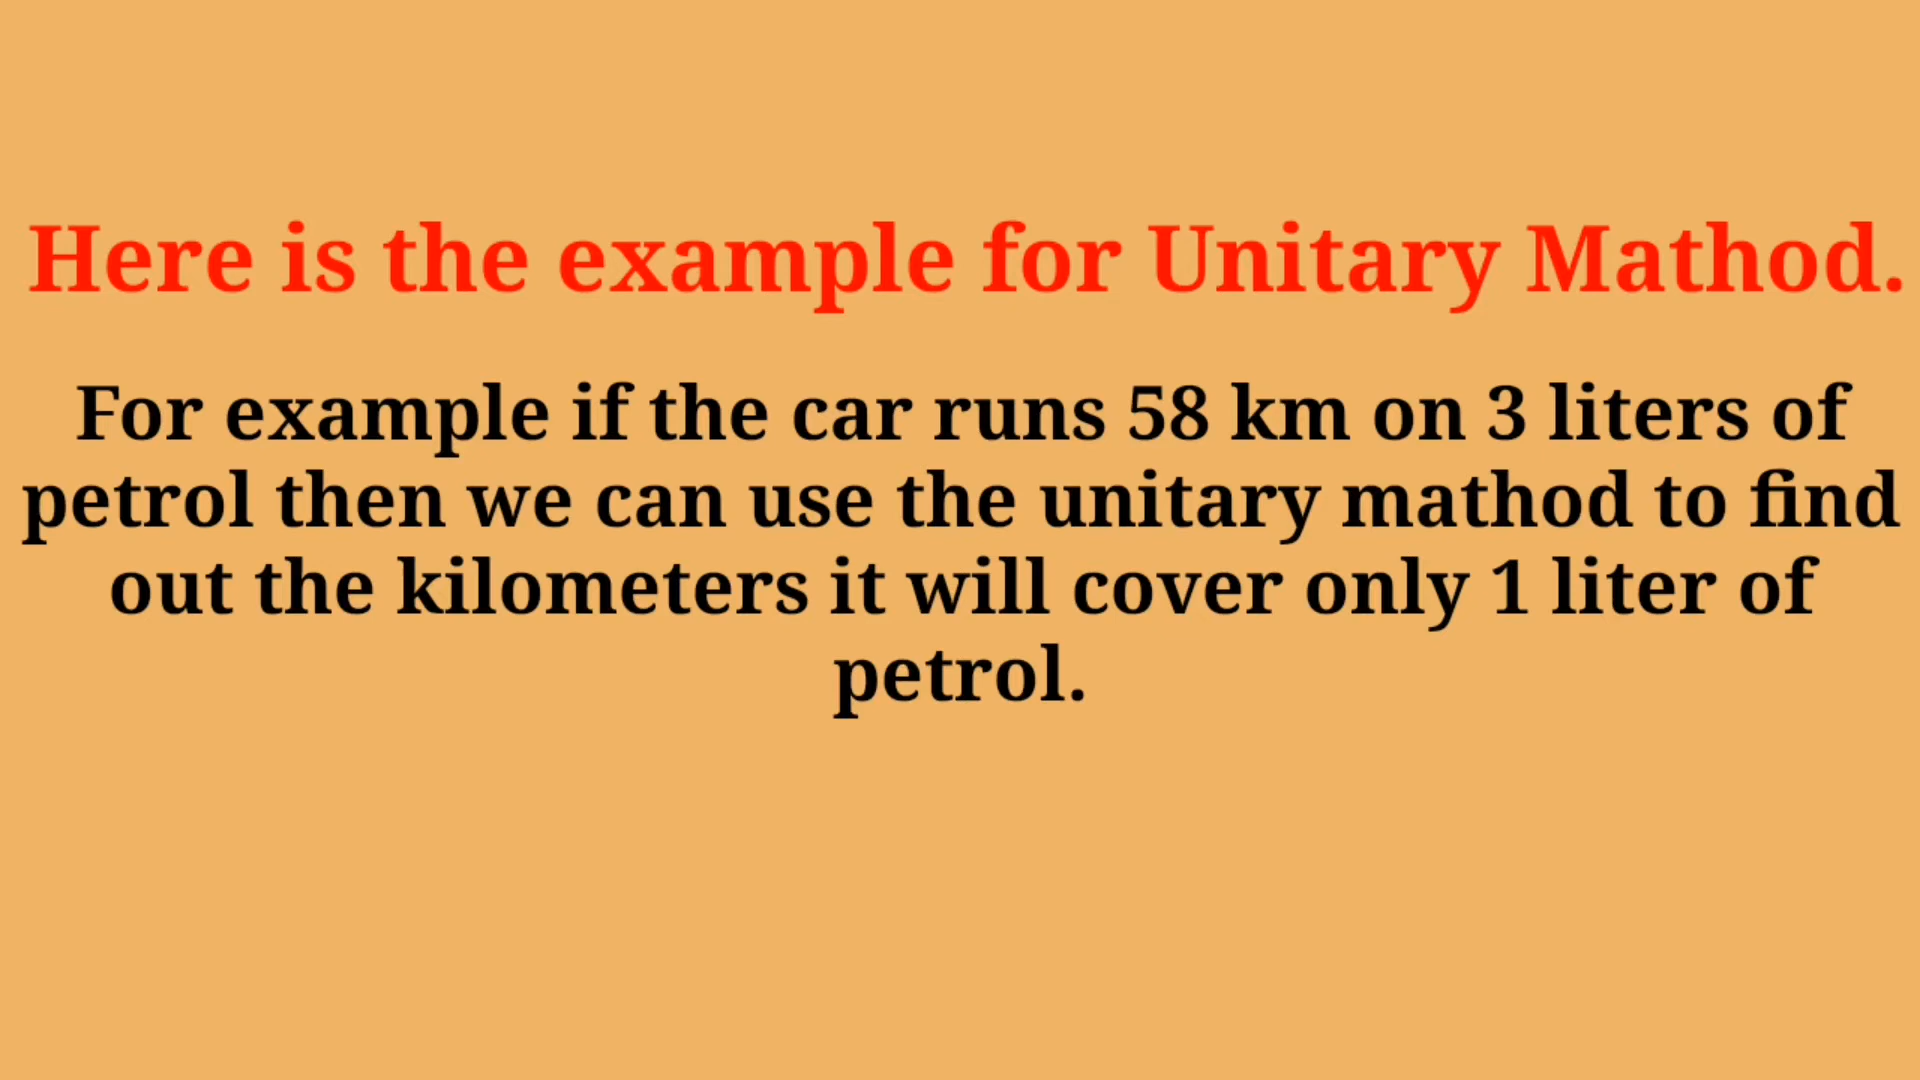 Here is the example for Unitary Mathod.
For example if the car runs 58 km on 3 liters of
petrol then we can use the unitary mathod to find
out the kilometers it will cover only 1 liter of
petrol.